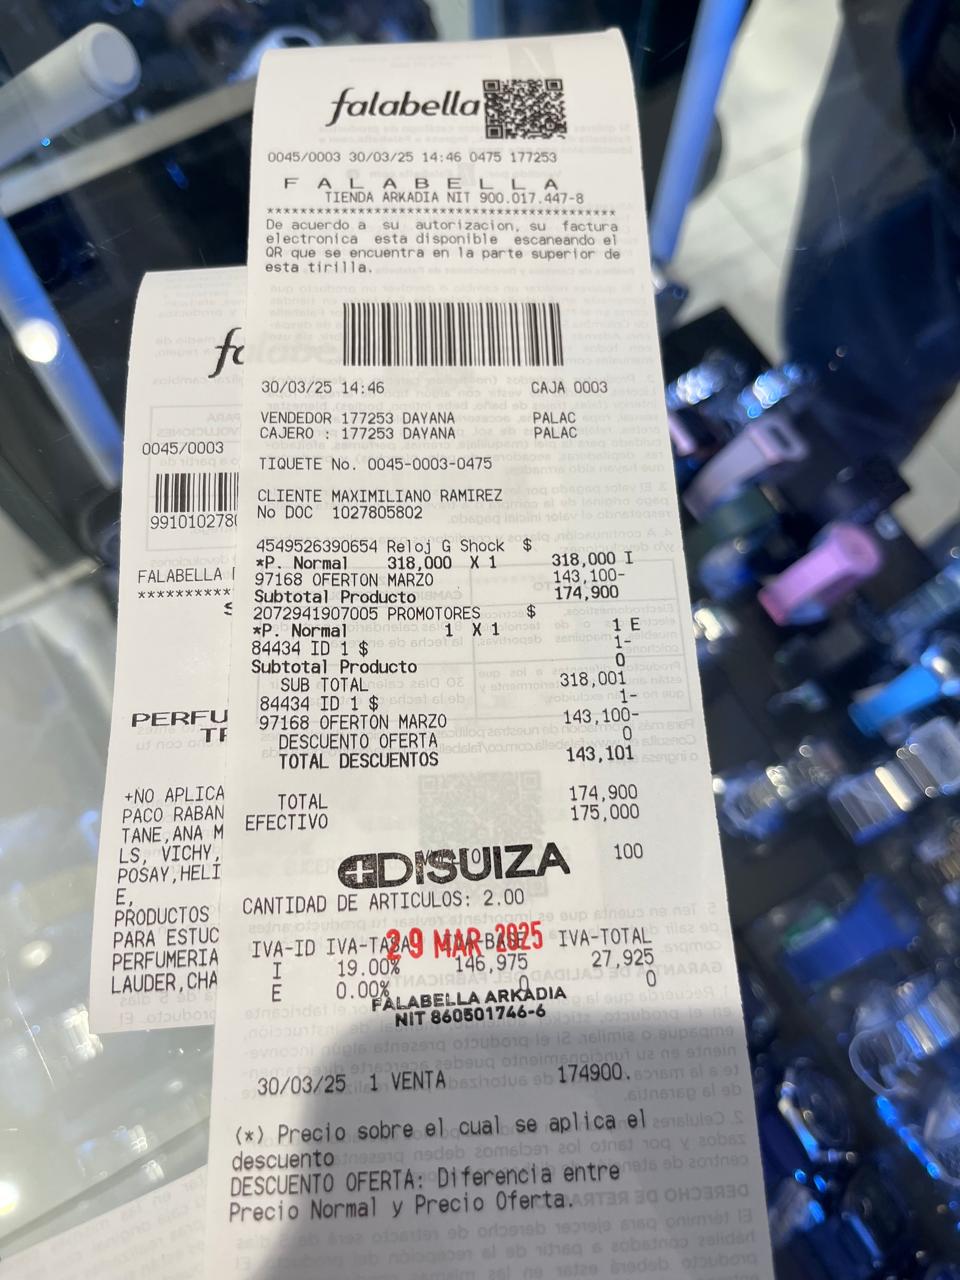 falabella
0045/0003 30/03/25 14:46 0475 177253
F A L A B E L L A
TIENDA ARKADIA NIT 900.017.447-8
**********************************************
De acuerdo a su autorizacion, su factura
electronica esta disponible escaneando el
QR que se encuentra en la parte superior de
esta tirilla.
30/03/25 14:46 CAJA 0003
VENDEDOR 177253 DAYANA PALAC
CAJERO : 177253 DAYANA PALAC
TIQUETE No. 0045-0003-0475
CLIENTE MAXIMILIANO RAMIREZ
No DOC 1027805802
4549526390654 Reloj G Shock $
*P. Normal 318,000 X 1 318,000 I
97168 OFERTON MARZO 143,100-
Subtotal Producto 174,900
2072941907005 PROMOTORES $
*P. Normal 1 X 1 1 E
84434 ID 1 $ 1-
Subtotal Producto 0
SUB TOTAL 318,001
84434 ID 1 $ 1-
97168 OFERTON MARZO 143,100-
DESCUENTO OFERTA 0
TOTAL DESCUENTOS 143,101
TOTAL 174,900
EFECTIVO 175,000
100
DISUIZA
CANTIDAD DE ARTICULOS: 2.00
29 MAR 2025
IVA-ID IVA-TASA IVA-BASE IVA-TOTAL
I 19.00% 146,975 27,925
E 0.00% 0 0
FALABELLA ARKADIA
NIT 860501746-6
30/03/25 1 VENTA 174900.
(*) Precio sobre el cual se aplica el
descuento
DESCUENTO OFERTA: Diferencia entre
Precio Normal y Precio Oferta.
fa
0045/0003
9910102780
FALABELLA
**********
PERFU
+NO APLICA
PACO RABAN
TANE,ANA M
LS, VICHY,
POSAY,HELI
E,
PRODUCTOS
PARA ESTUC
PERFUMERIA
LAUDER,CHA